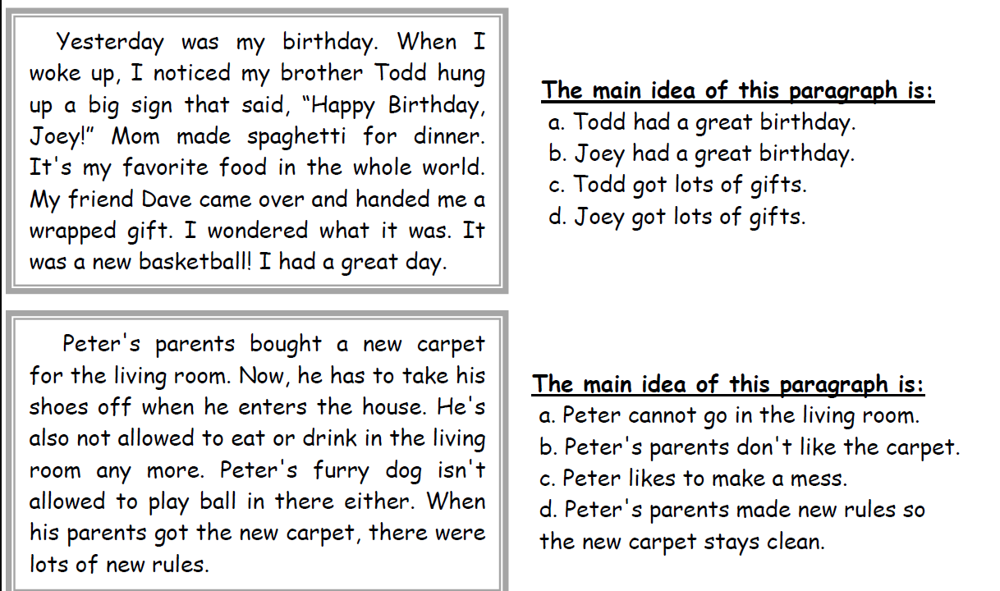 Yesterday was my birthday. When I
woke up, I noticed my brother Todd hung
up a big sign that said, “Happy Birthday,
Joey!” Mom made spaghetti for dinner.
It's my favorite food in the whole world.
My friend Dave came over and handed me a
wrapped gift. I wondered what it was. It
was a new basketball! I had a great day.
The main idea of this paragraph is:
a. Todd had a great birthday.
b. Joey had a great birthday.
c. Todd got lots of gifts.
d. Joey got lots of gifts.
Peter's parents bought a new carpet
for the living room. Now, he has to take his
shoes off when he enters the house. He's
also not allowed to eat or drink in the living
room any more. Peter's furry dog isn't
allowed to play ball in there either. When
his parents got the new carpet, there were
lots of new rules.
The main idea of this paragraph is:
a. Peter cannot go in the living room.
b. Peter's parents don't like the carpet.
c. Peter likes to make a mess.
d. Peter's parents made new rules so
the new carpet stays clean.